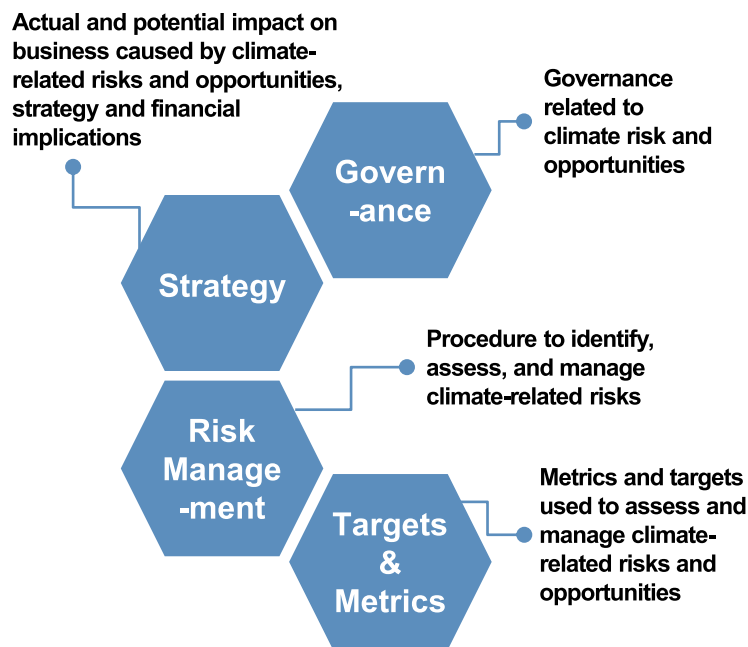 Actual and potential impact on
business caused by climate-
related risks and opportunities,
strategy and financial
implications
Governance
related to
climate risk and
opportunities
Govern
-ance
Strategy
Procedure to identify,
assess, and manage
climate-related risks
Risk
Manage
-ment
Metrics and targets
used to assess and
manage climate-
related risks and
opportunities
Targets
&
Metrics